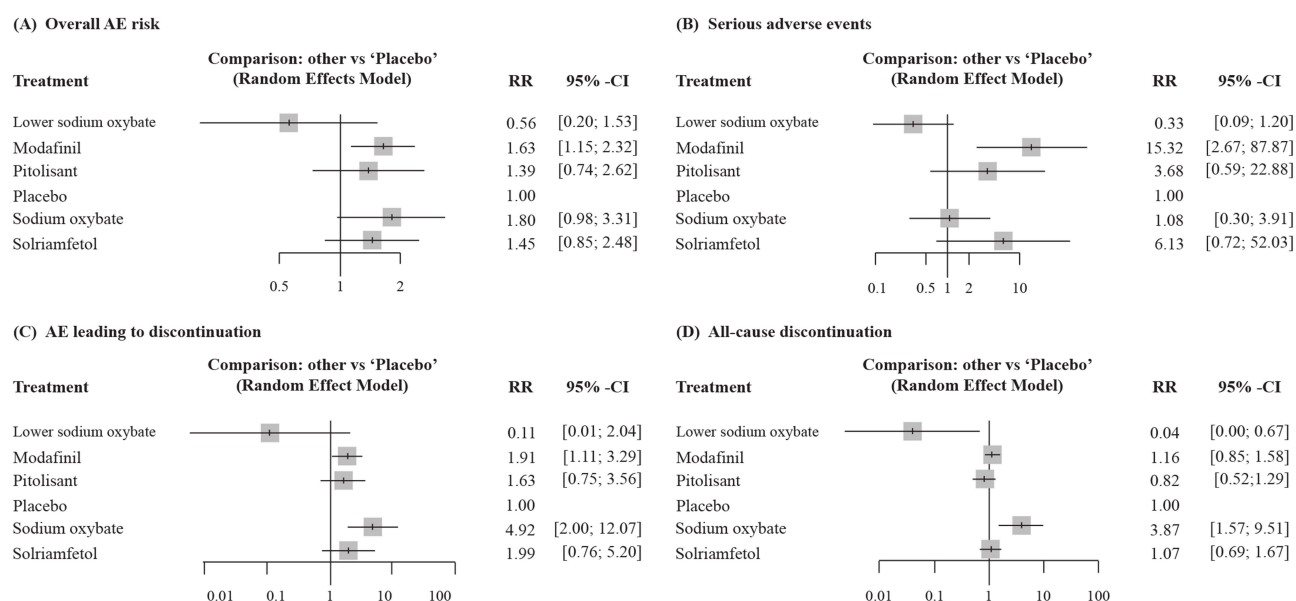 (A) Overall AE risk
Comparison: other vs ‘Placebo’
Treatment (Random Effects Model) RR 95% -CI
Lower sodium oxybate 0.56 [0.20; 1.53]
Modafinil 1.63 [1.15; 2.32]
Pitolisant 1.39 [0.74; 2.62]
Placebo 1.00
Sodium oxybate 1.80 [0.98; 3.31]
Solriamfetol 1.45 [0.85; 2.48]
0.5 1 2
(B) Serious adverse events
Comparison: other vs ‘Placebo’
Treatment (Random Effect Model) RR 95% -CI
Lower sodium oxybate 0.33 [0.09; 1.20]
Modafinil 15.32 [2.67; 87.87]
Pitolisant 3.68 [0.59; 22.88]
Placebo 1.00
Sodium oxybate 1.08 [0.30; 3.91]
Solriamfetol 6.13 [0.72; 52.03]
0.1 0.5 1 2 10
(C) AE leading to discontinuation
Comparison: other vs ‘Placebo’
Treatment (Random Effect Model) RR 95% -CI
Lower sodium oxybate 0.11 [0.01; 2.04]
Modafinil 1.91 [1.11; 3.29]
Pitolisant 1.63 [0.75; 3.56]
Placebo 1.00
Sodium oxybate 4.92 [2.00; 12.07]
Solriamfetol 1.99 [0.76; 5.20]
0.01 0.1 1 10 100
(D) All-cause discontinuation
Comparison: other vs ‘Placebo’
Treatment (Random Effect Model) RR 95% -CI
Lower sodium oxybate 0.04 [0.00; 0.67]
Modafinil 1.16 [0.85; 1.58]
Pitolisant 0.82 [0.52;1.29]
Placebo 1.00
Sodium oxybate 3.87 [1.57; 9.51]
Solriamfetol 1.07 [0.69; 1.67]
0.01 0.1 1 10 100